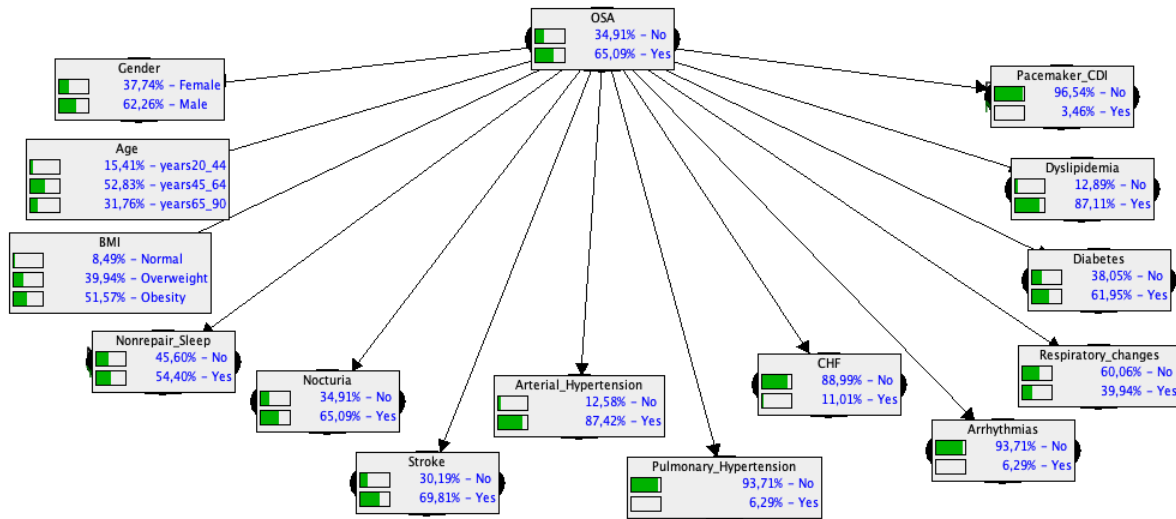 OSA
34,91% – No
65,09% – Yes
Gender
37,74% – Female
62,26% – Male
Pacemaker_CDI
96,54% – No
3,46% – Yes
Age
15,41% – years20_44
52,83% – years45_64
31,76% – years65_90
Dyslipidemia
12,89% – No
87,11% – Yes
BMI
8,49% – Normal
39,94% – Overweight
51,57% – Obesity
Diabetes
38,05% – No
61,95% – Yes
Nonrepair_Sleep
45,60% – No
54,40% – Yes
Nocturia
34,91% – No
65,09% – Yes
Arterial_Hypertension
12,58% – No
87,42% – Yes
CHF
88,99% – No
11,01% – Yes
Respiratory_changes
60,06% – No
39,94% – Yes
Stroke
30,19% – No
69,81% – Yes
Pulmonary_Hypertension
93,71% – No
6,29% – Yes
Arrhythmias
93,71% – No
6,29% – Yes